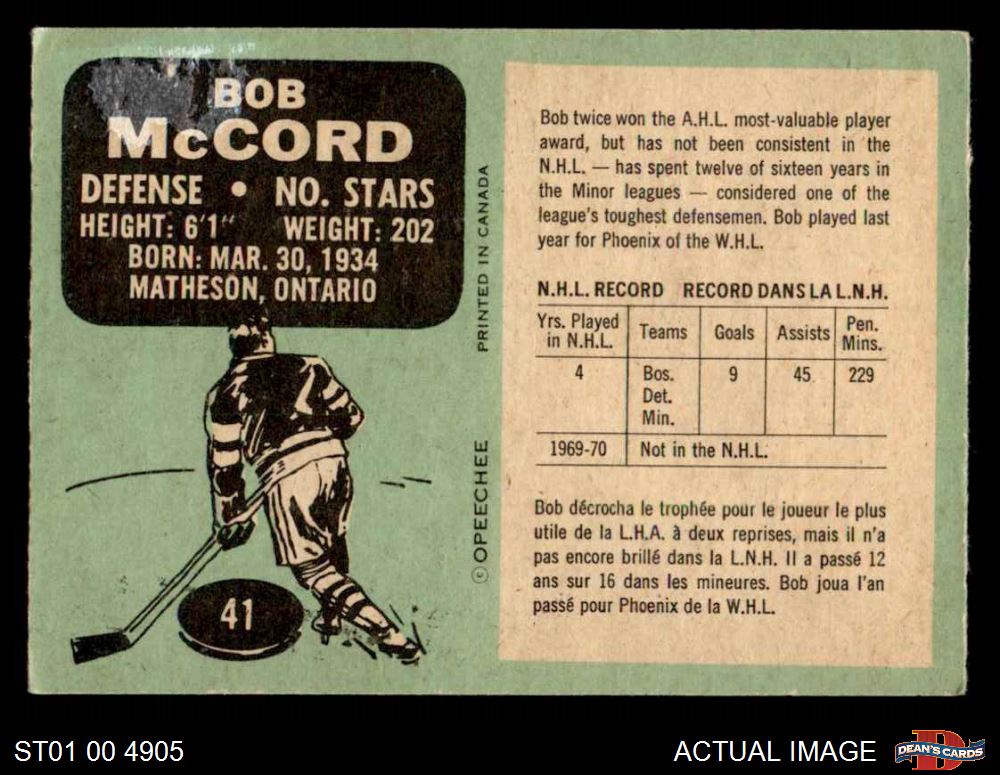 BOB
McCORD
DEFENSE • NO. STARS
HEIGHT: 6'1" WEIGHT: 202
BORN: MAR. 30, 1934
MATHESON, ONTARIO
41
© OPEECHEE PRINTED IN CANADA
Bob twice won the A.H.L. most-valuable player
award, but has not been consistent in the
N.H.L. — has spent twelve of sixteen years in
the Minor leagues — considered one of the
league's toughest defensemen. Bob played last
year for Phoenix of the W.H.L.
N.H.L. RECORD RECORD DANS LA L.N.H.
Yrs. Played in N.H.L. Teams Goals Assists Pen. Mins.
4 Bos. 9 45 229
Det.
Min.
1969-70 Not in the N.H.L.
Bob décrocha le trophée pour le joueur le plus
utile de la L.H.A. à deux reprises, mais il n'a
pas encore brillé dans la L.N.H. Il a passé 12
ans sur 16 dans les mineures. Bob joua l'an
passé pour Phoenix de la W.H.L.
ST01 00 4905
ACTUAL IMAGE
DEAN'S CARDS